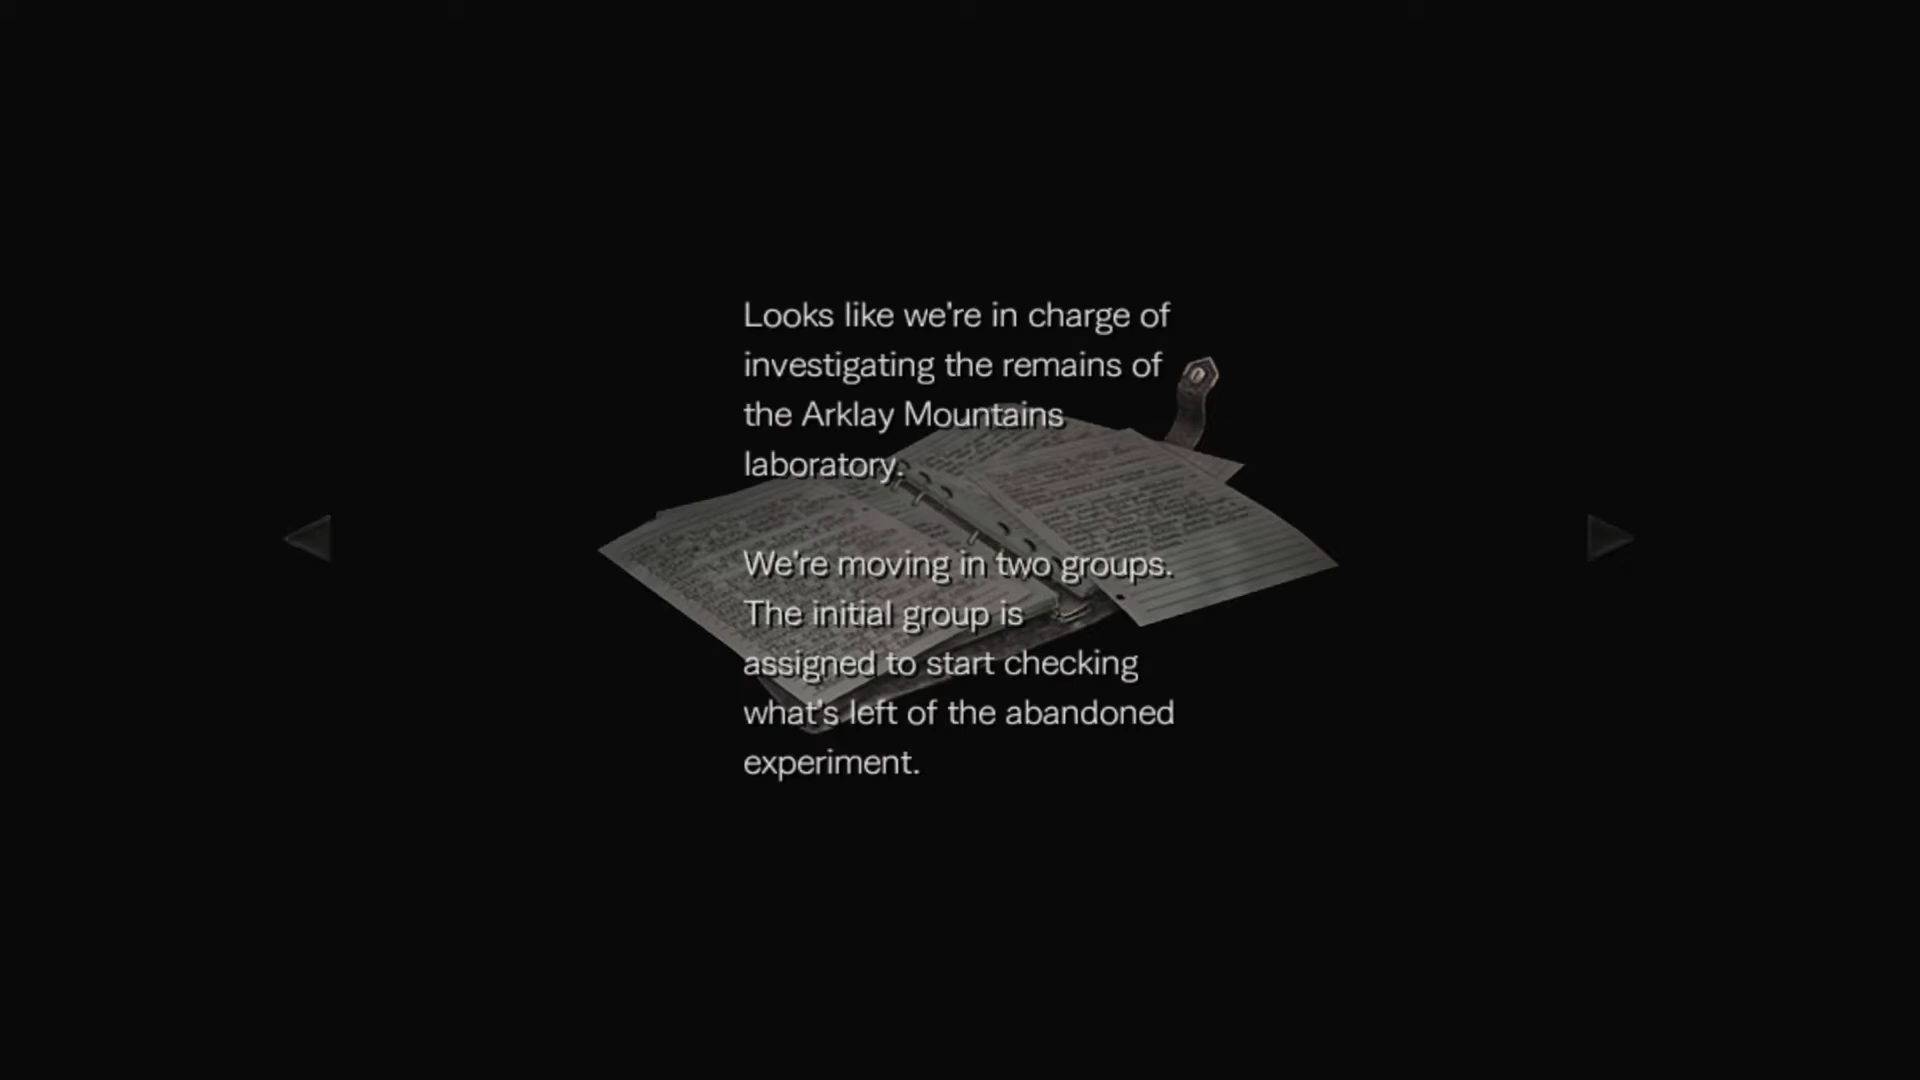 Looks like we're in charge of
investigating the remains of
the Arklay Mountains
laboratory.
We're moving in two groups.
The initial group is
assigned to start checking
what's left of the abandoned
experiment.